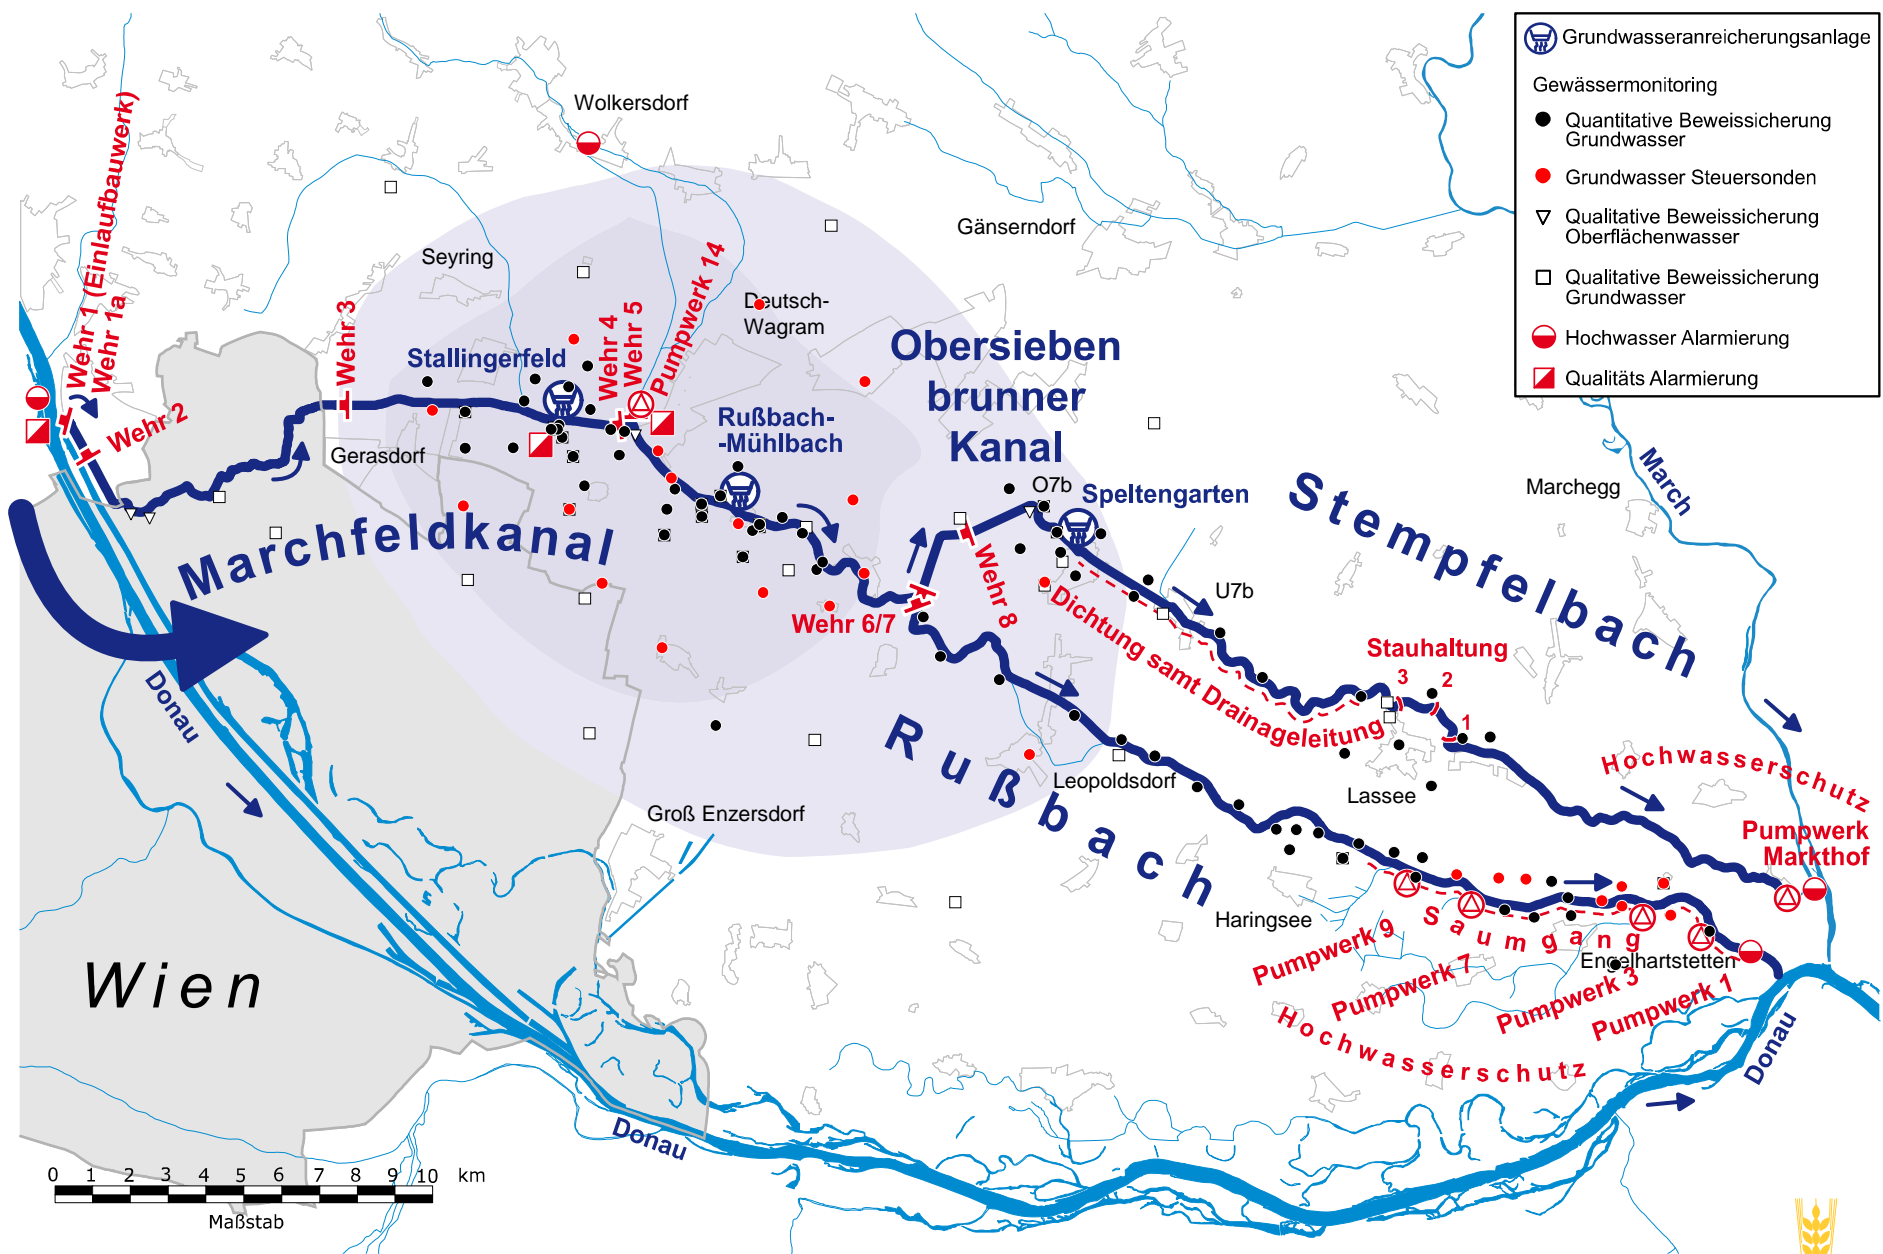 Grundwasseranreicherungsanlage
Gewässermonitoring
Quantitative Beweissicherung
Grundwasser
Grundwasser Steuersonden
Qualitative Beweissicherung
Oberflächenwasser
Qualitative Beweissicherung
Grundwasser
Hochwasser Alarmierung
Qualitäts Alarmierung
Wolkersdorf
Wehr 1 (Einlaufbauwerk)
Wehr 1a
Wehr 2
Wehr 3
Seyring
Gänserndorf
Deutsch-
Wagram
Stallingerfeld
Wehr 4
Wehr 5
Pumpwerk 14
Gerasdorf
Rußbach-
-Mühlbach
Obersieben
brunner
Kanal
O7b
Speltengarten
Marchegg
March
Marchfeldkanal
Stempfelbach
Wehr 6/7
Wehr 8
U7b
Dichtung samt Drainageleitung
Stauhaltung
3
2
1
Donau
Rußbach
Leopoldsdorf
Lassee
Groß Enzersdorf
Hochwasserschutz
Pumpwerk
Markthof
Haringsee
Saumgang
Engelhartstetten
Pumpwerk 9
Pumpwerk 7
Pumpwerk 3
Pumpwerk 1
Hochwasserschutz
Wien
Donau
Donau
0 1 2 3 4 5 6 7 8 9 10 km
Maßstab